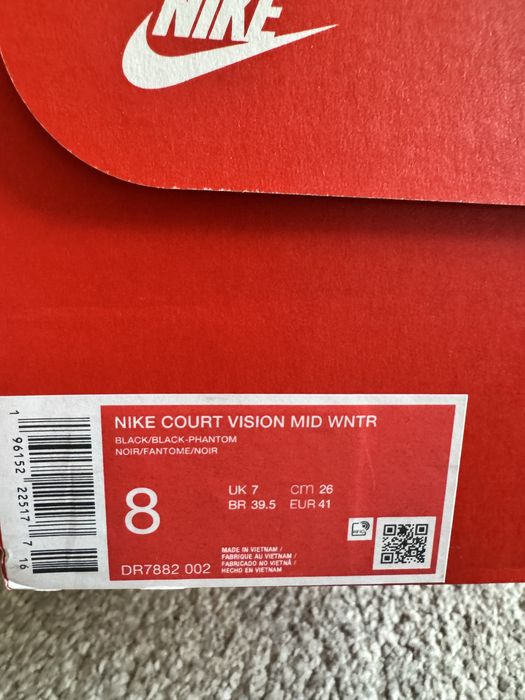 NIKE
NIKE COURT VISION MID WNTR
BLACK/BLACK-PHANTOM
NOIR/FANTOME/NOIR
8
UK 7 cm 26
BR 39.5 EUR 41
MADE IN VIETNAM /
FABRIQUE AU VIETNAM /
FABRICADO NO VIETNÃ /
HECHO EN VIETNAM
DR7882 002
1 96152 22517 7 16